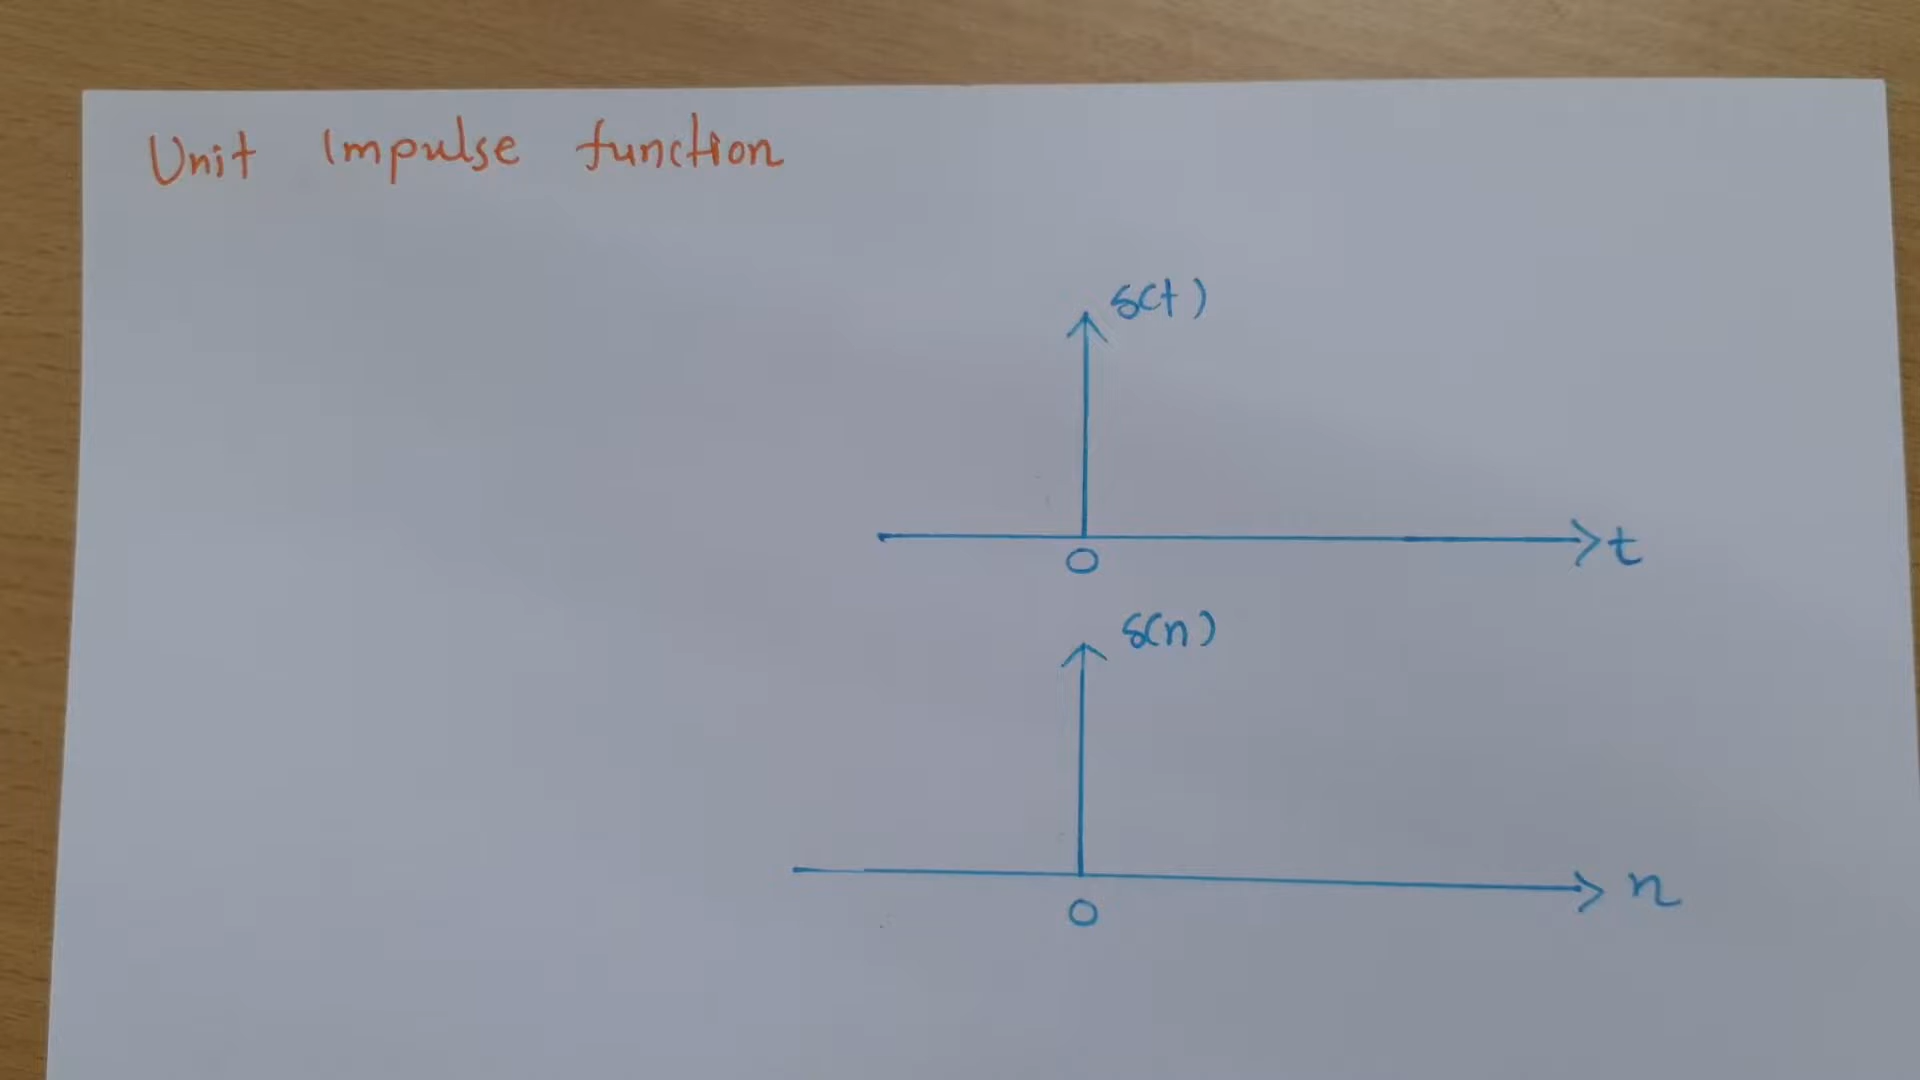 Unit Impulse function
δ(t)
t
0
δ(n)
n
0